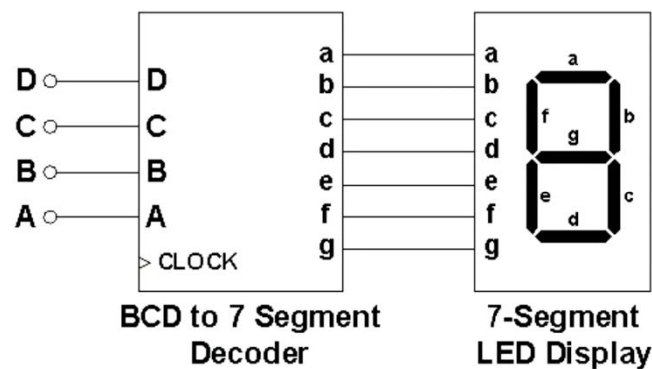 D D a a
C C b b
B B c c
A A d d
CLOCK e e
f f
g g
a
f b
g
e c
d
BCD to 7 Segment
Decoder
7-Segment
LED Display